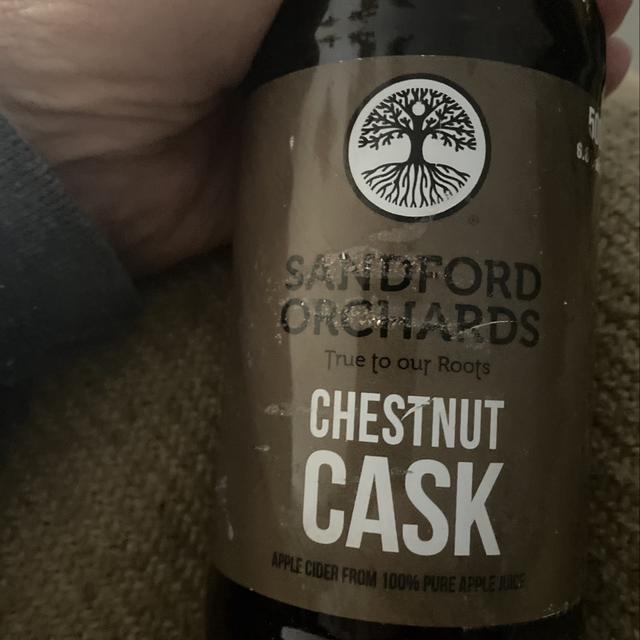 SANDFORD
ORCHARDS
True to our Roots
CHESTNUT
CASK
APPLE CIDER FROM 100% PURE APPLE JUICE